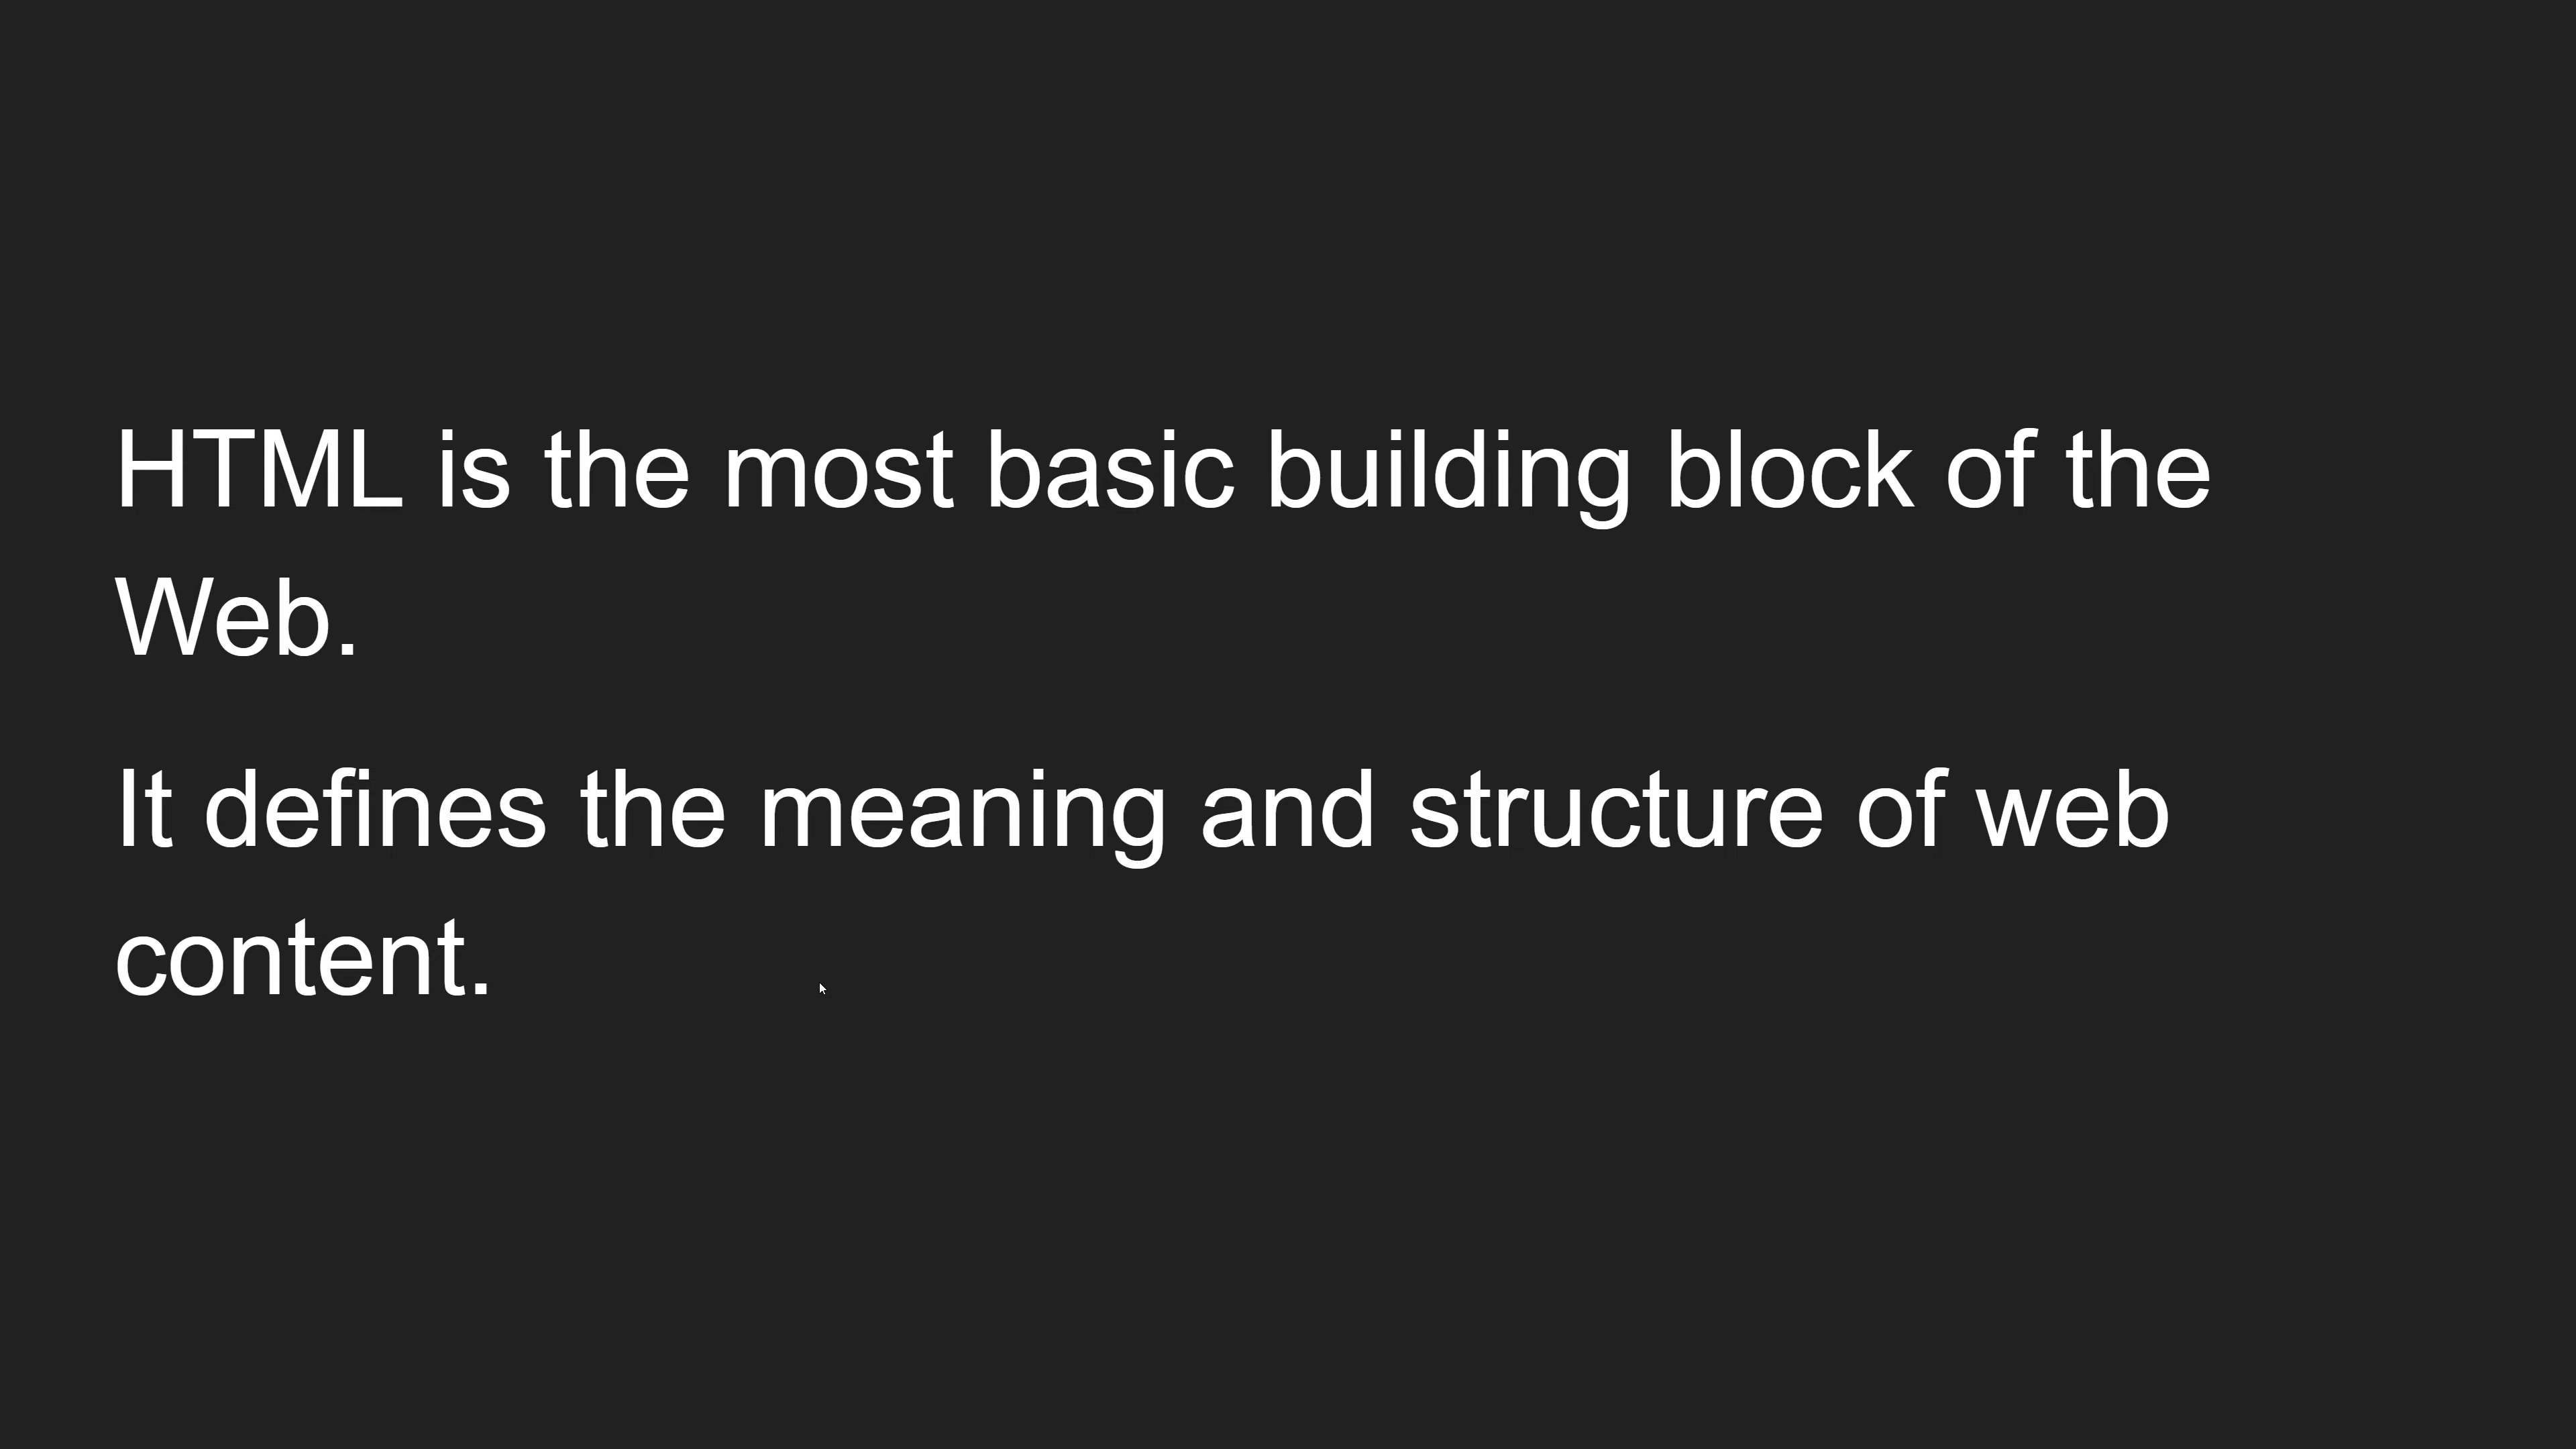 HTML is the most basic building block of the
Web.
It defines the meaning and structure of web
content.